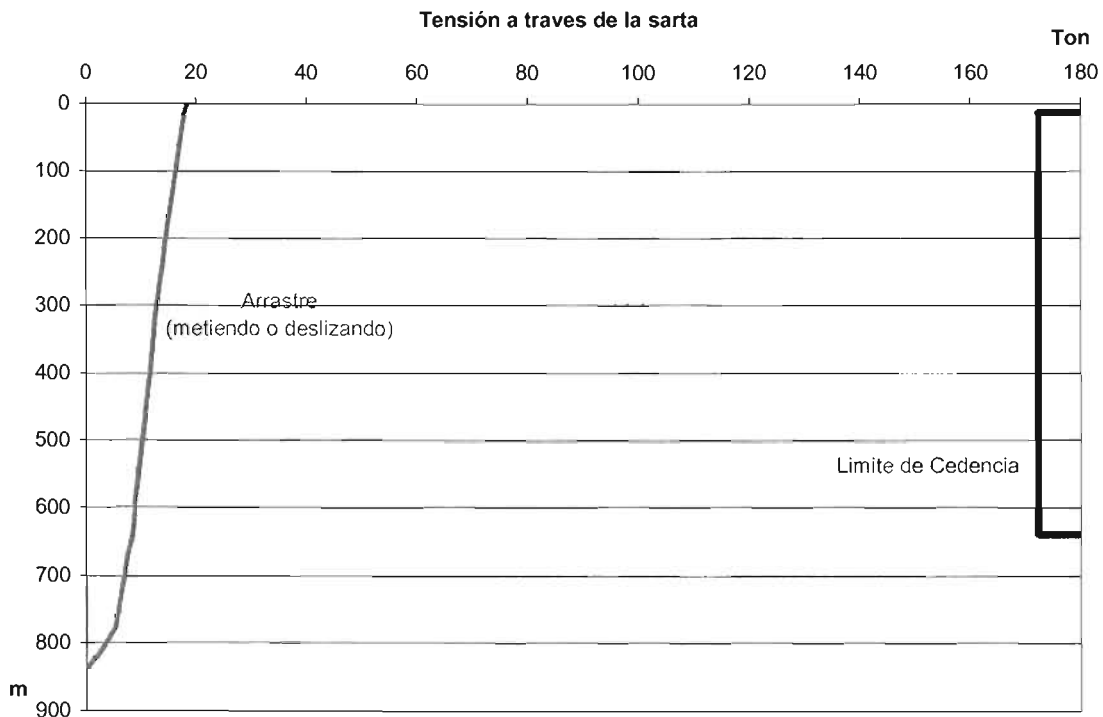 Tensión a traves de la sarta
Ton
0 20 40 60 80 100 120 140 160 180
0
100
200
300
Arrastre
(metiendo o deslizando)
400
500
Limite de Cedencia
600
700
800
m
900